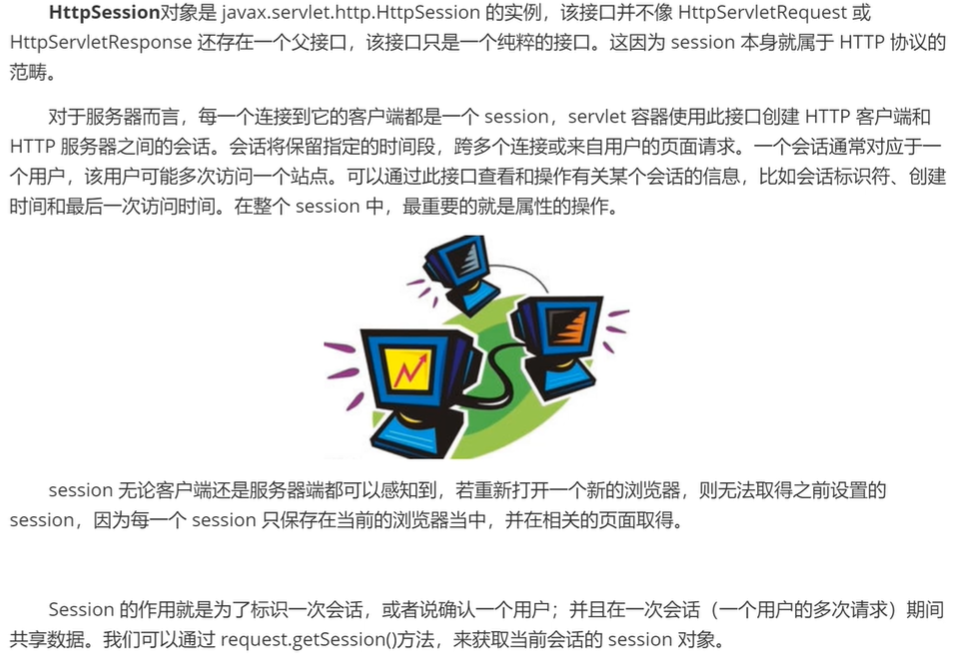 HttpSession对象是 javax.servlet.http.HttpSession 的实例，该接口并不像 HttpServletRequest 或
HttpServletResponse 还存在一个父接口，该接口只是一个纯粹的接口。这因为 session 本身就属于 HTTP 协议的
范畴。
对于服务器而言，每一个连接到它的客户端都是一个 session，servlet 容器使用此接口创建 HTTP 客户端和
HTTP 服务器之间的会话。会话将保留指定的时间段，跨多个连接或来自用户的页面请求。一个会话通常对应于一
个用户，该用户可能多次访问一个站点。可以通过此接口查看和操作有关某个会话的信息，比如会话标识符、创建
时间和最后一次访问时间。在整个 session 中，最重要的就是属性的操作。
session 无论客户端还是服务器端都可以感知到，若重新打开一个新的浏览器，则无法取得之前设置的
session，因为每一个 session 只保存在当前的浏览器当中，并在相关的页面取得。
Session 的作用就是为了标识一次会话，或者说确认一个用户；并且在一次会话（一个用户的多次请求）期间
共享数据。我们可以通过 request.getSession()方法，来获取当前会话的 session 对象。